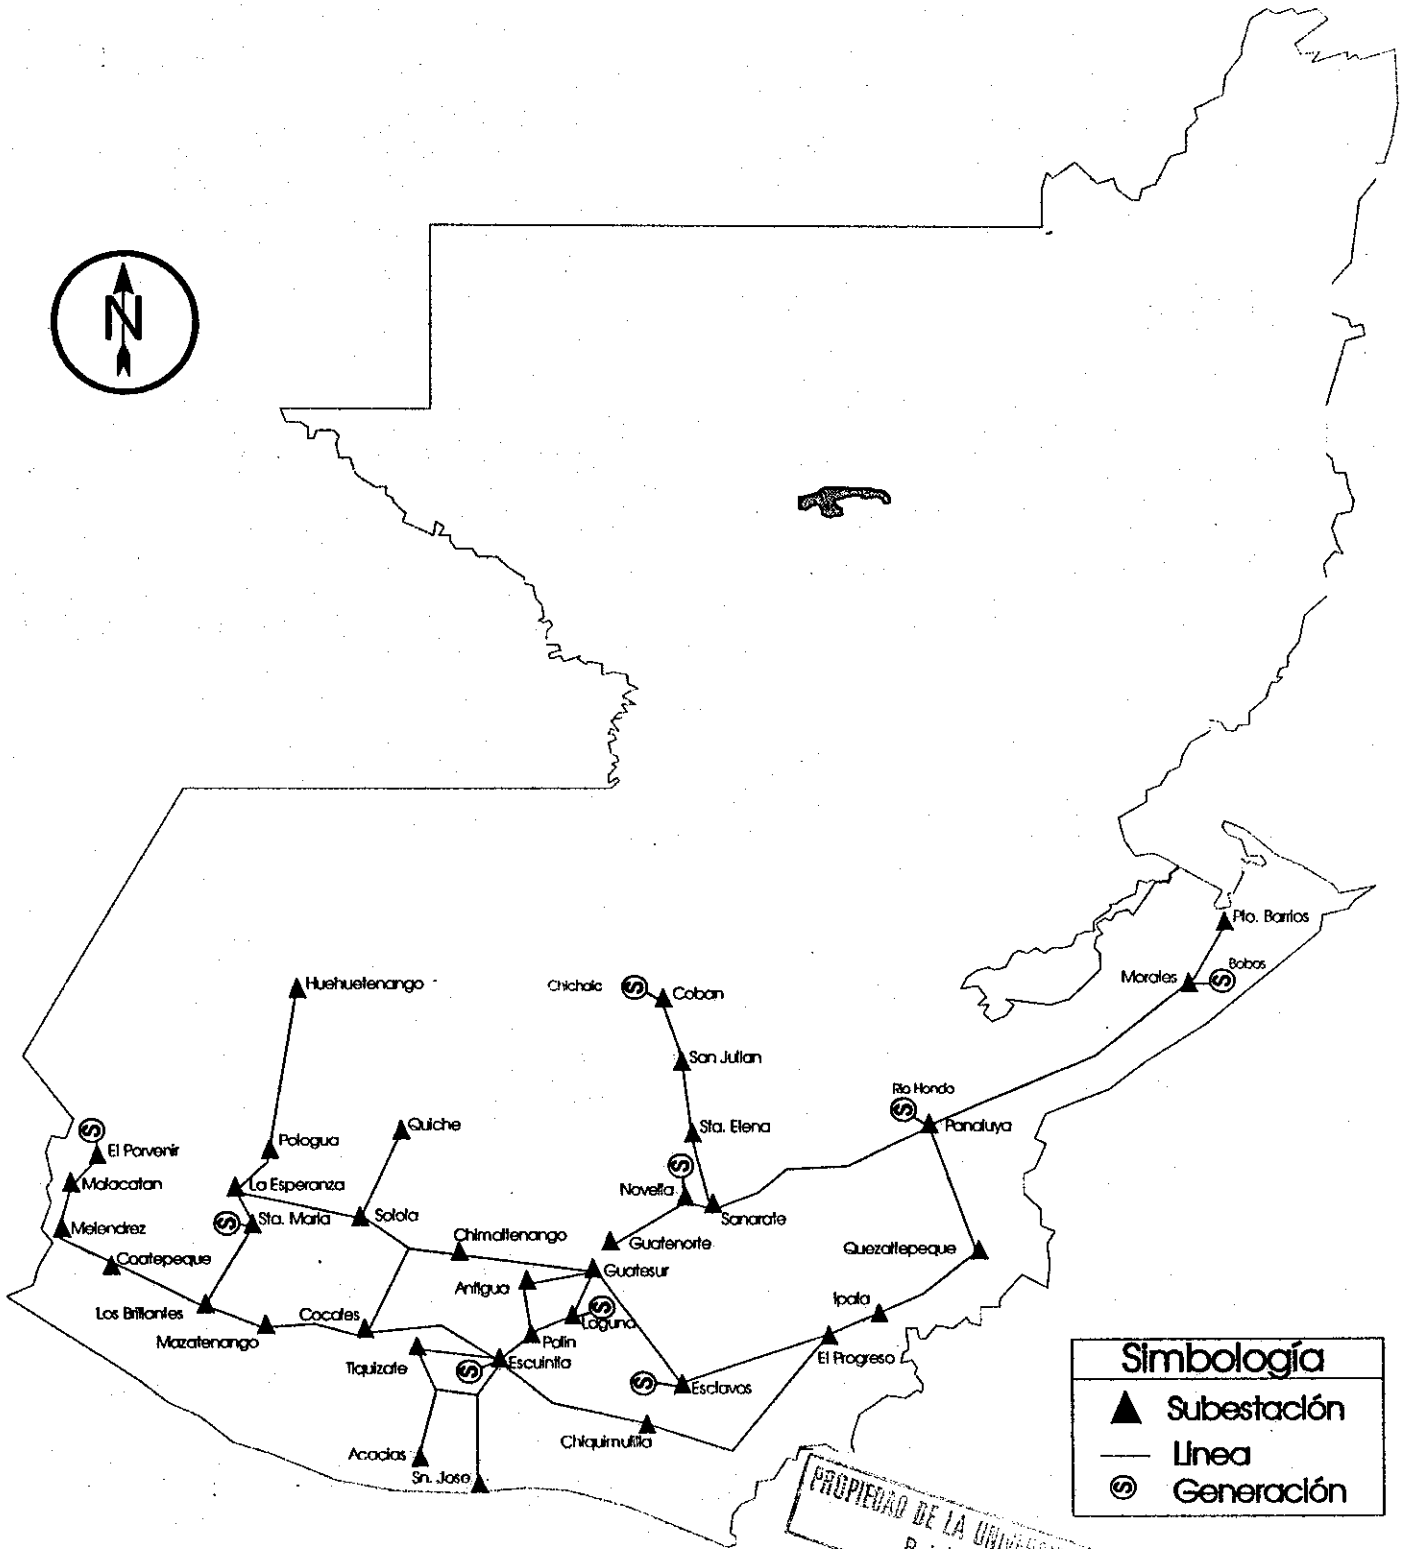 N
Pto. Barrios
Bobos
Morales
Huehuetenango
Coban
San Julian
Rio Hondo
Panaluya
Quiche
Sta. Elena
Pologua
El Porvenir
Malacatan
La Esperanza
Novella
Sanarate
Sta. Maria
Solola
Melendrez
Chimaltenango
Guatenorte
Quezaltepeque
Coatepeque
Guatesur
Antigua
Ipala
Los Brillantes
Cocales
Laguna
Mazatenango
Palin
Tiquizate
Escuintla
El Progreso
Esclavos
Chiquimulilla
Acacias
Sn. Jose
Simbología
Subestación
Línea
Generación
PROPIEDAD DE LA